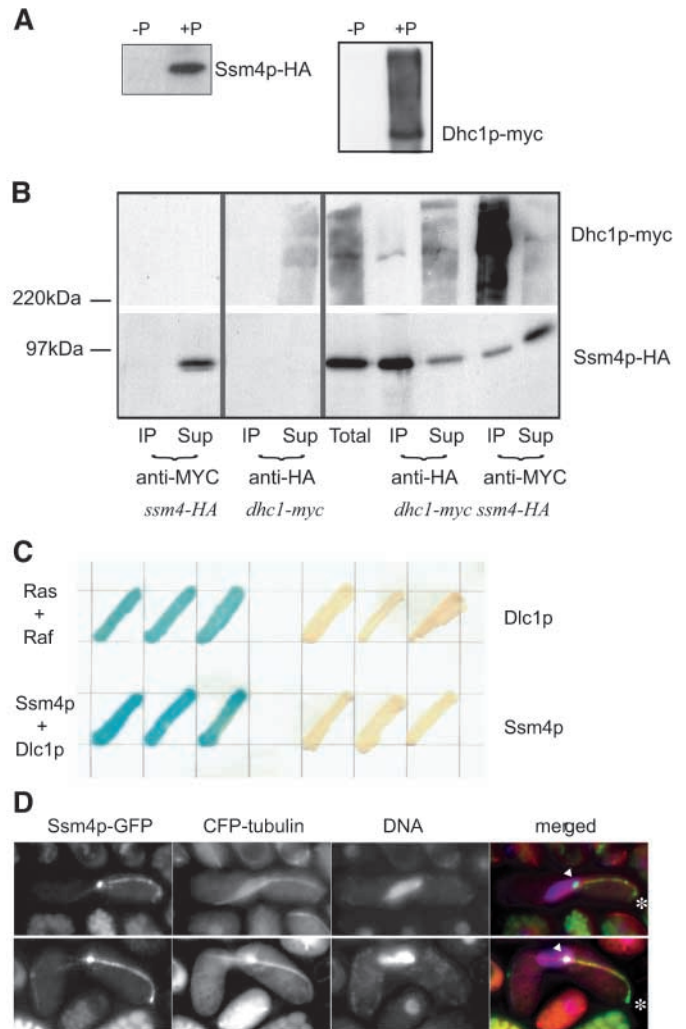 A
-P +P
Ssm4p-HA
-P +P
Dhc1p-myc
B
Dhc1p-myc
220kDa
97kDa
Ssm4p-HA
IP Sup IP Sup Total IP Sup IP Sup
anti-MYC anti-HA anti-HA anti-MYC
ssm4-HA dhc1-myc dhc1-myc ssm4-HA
C
Ras
+
Raf
Dlc1p
Ssm4p
+
Dlc1p
Ssm4p
D
Ssm4p-GFP CFP-tubulin DNA merged
*
*